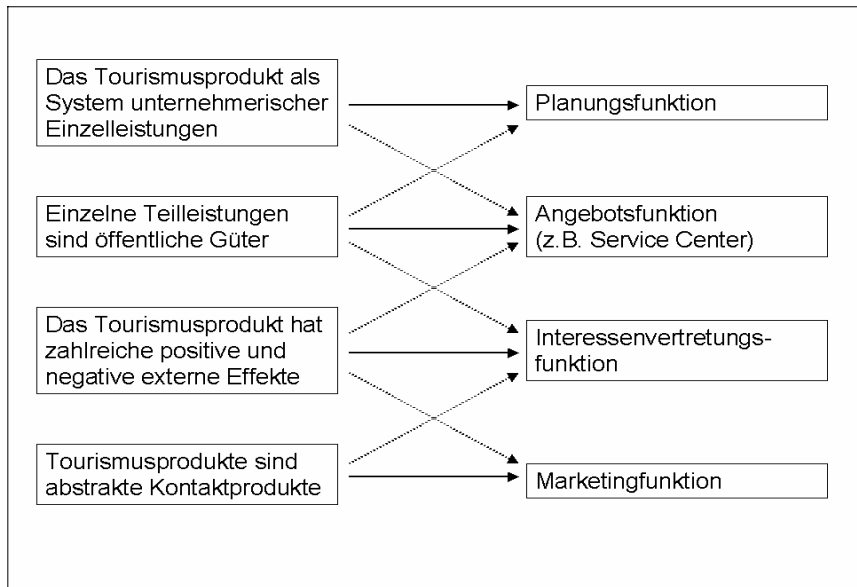 Das Tourismusprodukt als
System unternehmerischer
Einzelleistungen
Planungsfunktion
Einzelne Teilleistungen
sind öffentliche Güter
Angebotsfunktion
(z.B. Service Center)
Das Tourismusprodukt hat
zahlreiche positive und
negative externe Effekte
Interessenvertretungs-
funktion
Tourismusprodukte sind
abstrakte Kontaktprodukte
Marketingfunktion